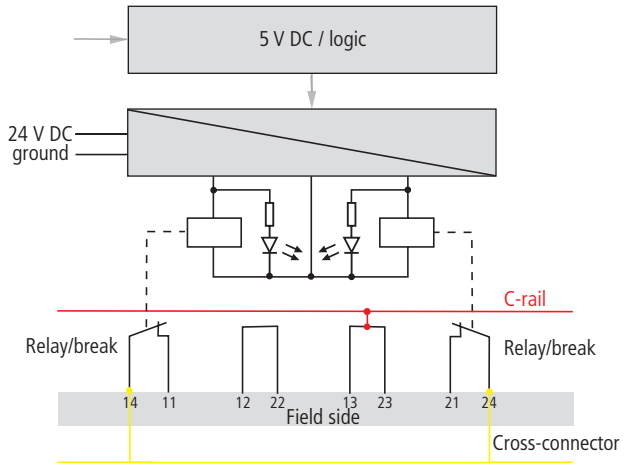 5 V DC / logic
24 V DC
ground
C-rail
Relay/break
Relay/break
14 11 12 22 13 23 21 24
Field side
Cross-connector